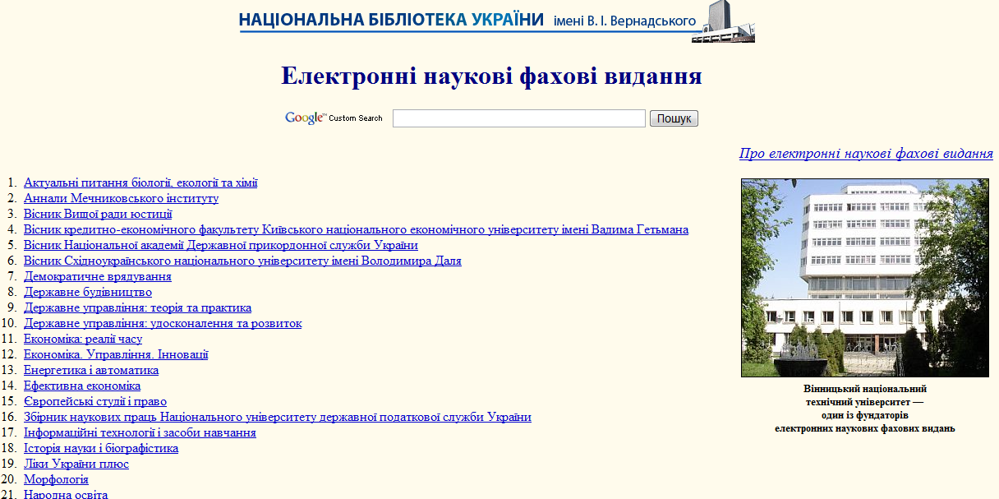 НАЦІОНАЛЬНА БІБЛІОТЕКА УКРАЇНИ імені В. І. Вернадського
Електронні наукові фахові видання
Google™ Custom Search Пошук
Про електронні наукові фахові видання
1. Актуальні питання біології, екології та хімії
2. Аннали Мечниковського інституту
3. Вісник Вищої ради юстиції
4. Вісник кредитно-економічного факультету Київського національного економічного університету імені Вадима Гетьмана
5. Вісник Національної академії Державної прикордонної служби України
6. Вісник Східноукраїнського національного університету імені Володимира Даля
7. Демократичне врядування
8. Державне будівництво
9. Державне управління: теорія та практика
10. Державне управління: удосконалення та розвиток
11. Економіка: реалії часу
12. Економіка. Управління. Інновації
13. Енергетика і автоматика
14. Ефективна економіка
15. Європейські студії і право
16. Збірник наукових праць Національного університету державної податкової служби України
17. Інформаційні технології і засоби навчання
18. Історія науки і біографістика
19. Ліки України плюс
20. Морфологія
21. Народна освіта
Вінницький національний
технічний університет —
один із фундаторів
електронних наукових фахових видань